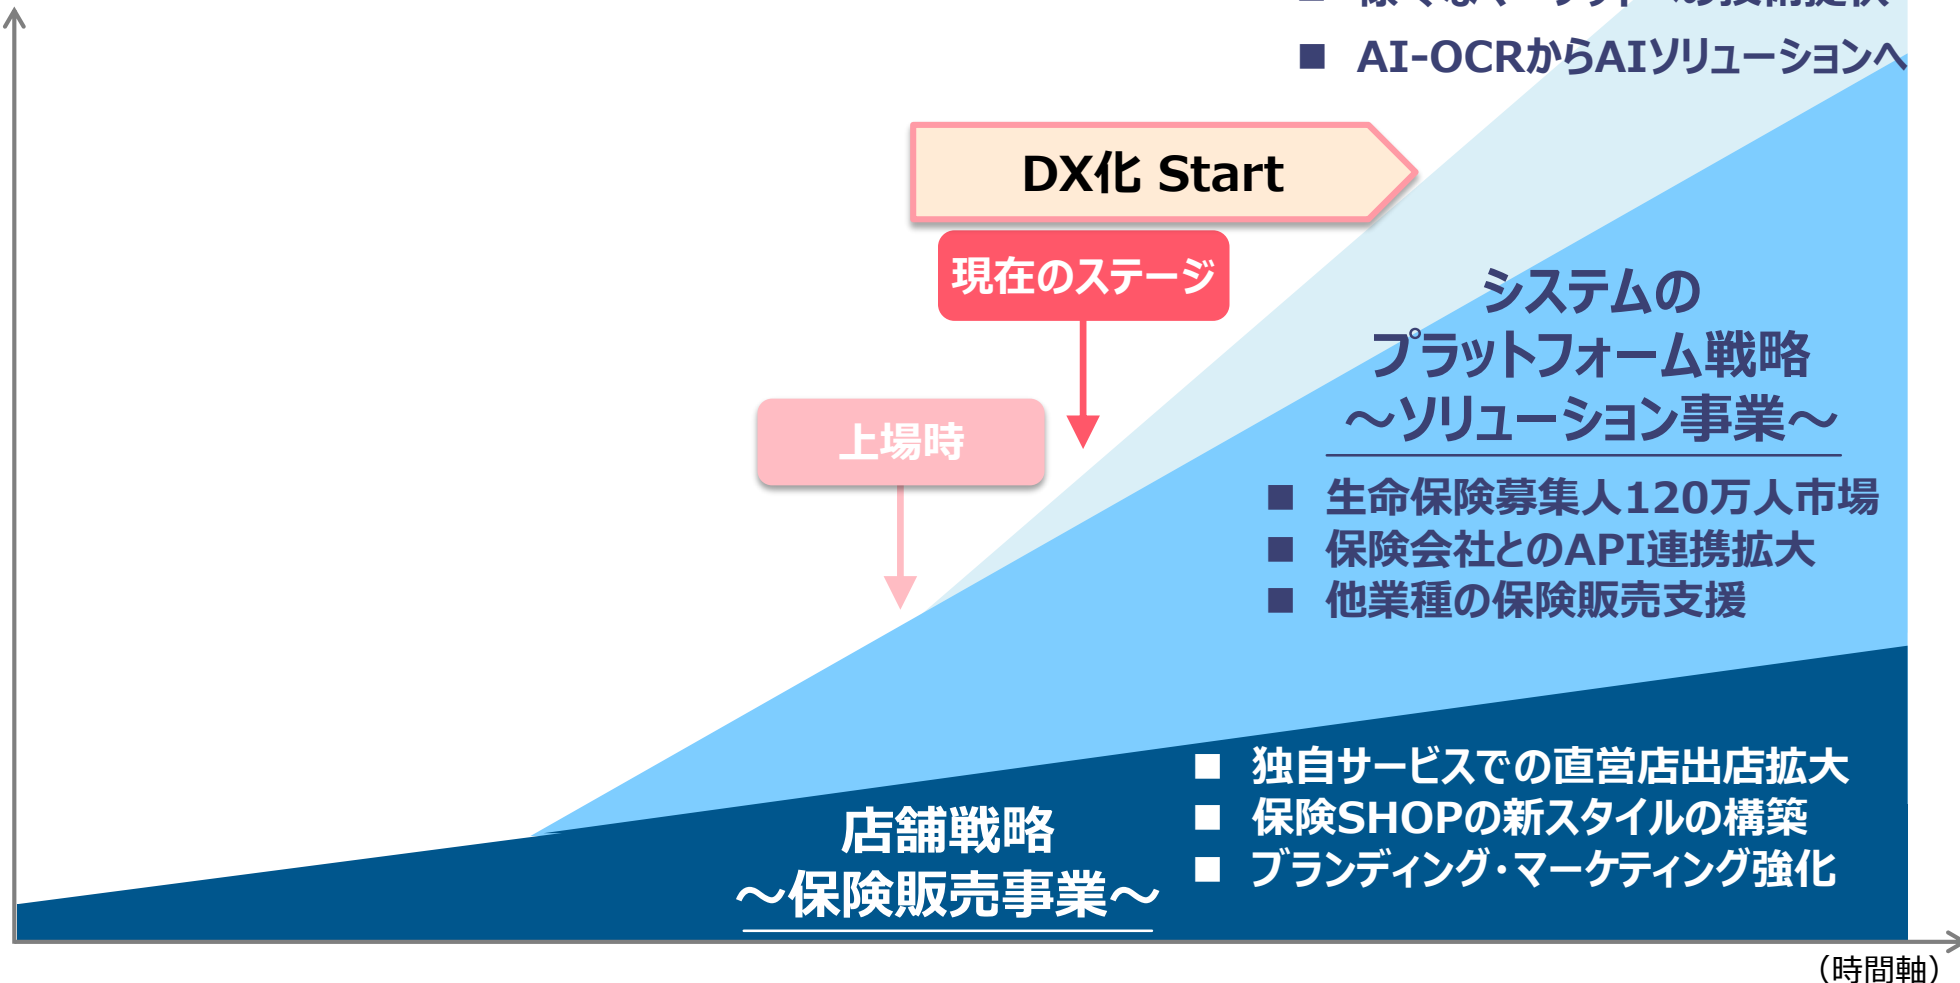 ■ AI-OCRからAIソリューションへ
DX化 Start
現在のステージ
上場時
システムの
プラットフォーム戦略
～ソリューション事業～
■ 生命保険募集人120万人市場
■ 保険会社とのAPI連携拡大
■ 他業種の保険販売支援
■ 独自サービスでの直営店出店拡大
■ 保険SHOPの新スタイルの構築
■ ブランディング・マーケティング強化
店舗戦略
～保険販売事業～
（時間軸）